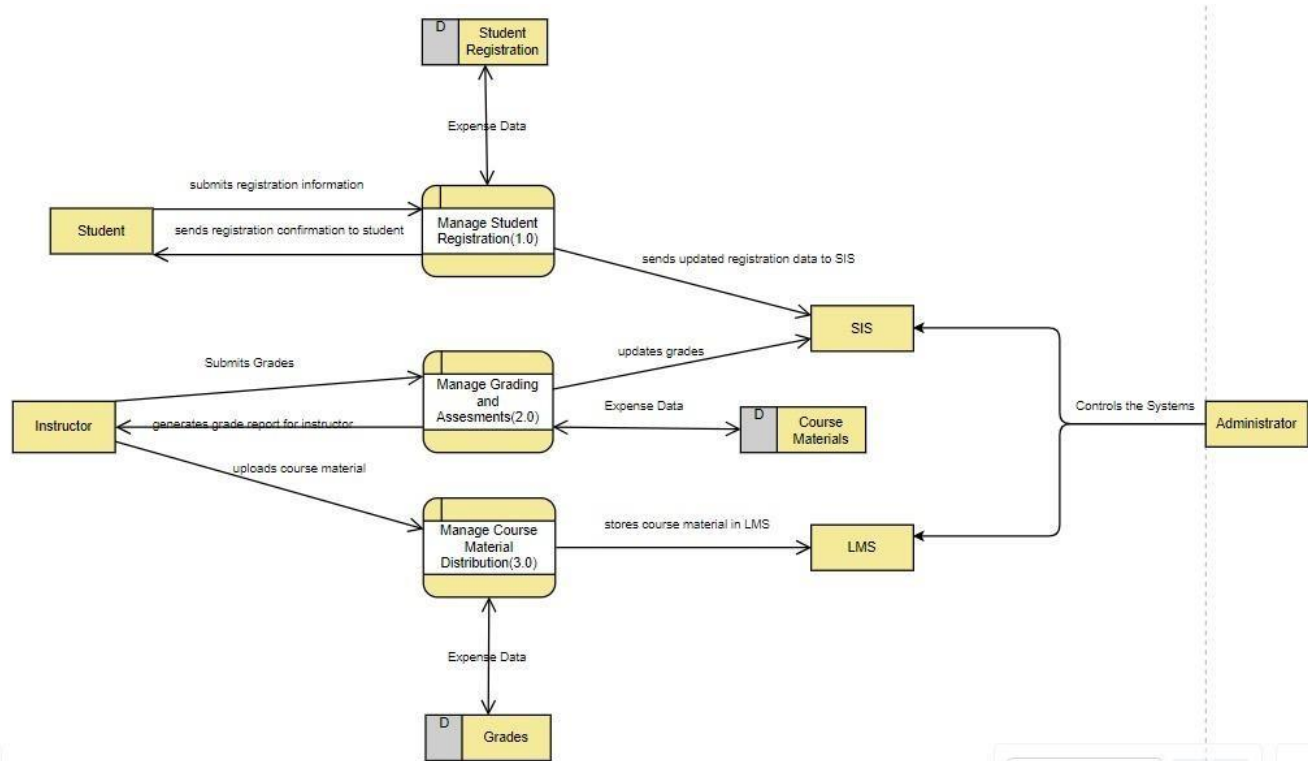 D
Student
Registration
Expense Data
submits registration information
Student
sends registration confirmation to student
Manage Student
Registration(1.0)
sends updated registration data to SIS
SIS
Submits Grades
updates grades
Manage Grading
and
Assesments(2.0)
Expense Data
Controls the Systems
Administrator
Instructor
generates grade report for instructor
D
Course
Materials
uploads course material
Manage Course
Material
Distribution(3.0)
stores course material in LMS
LMS
Expense Data
D
Grades